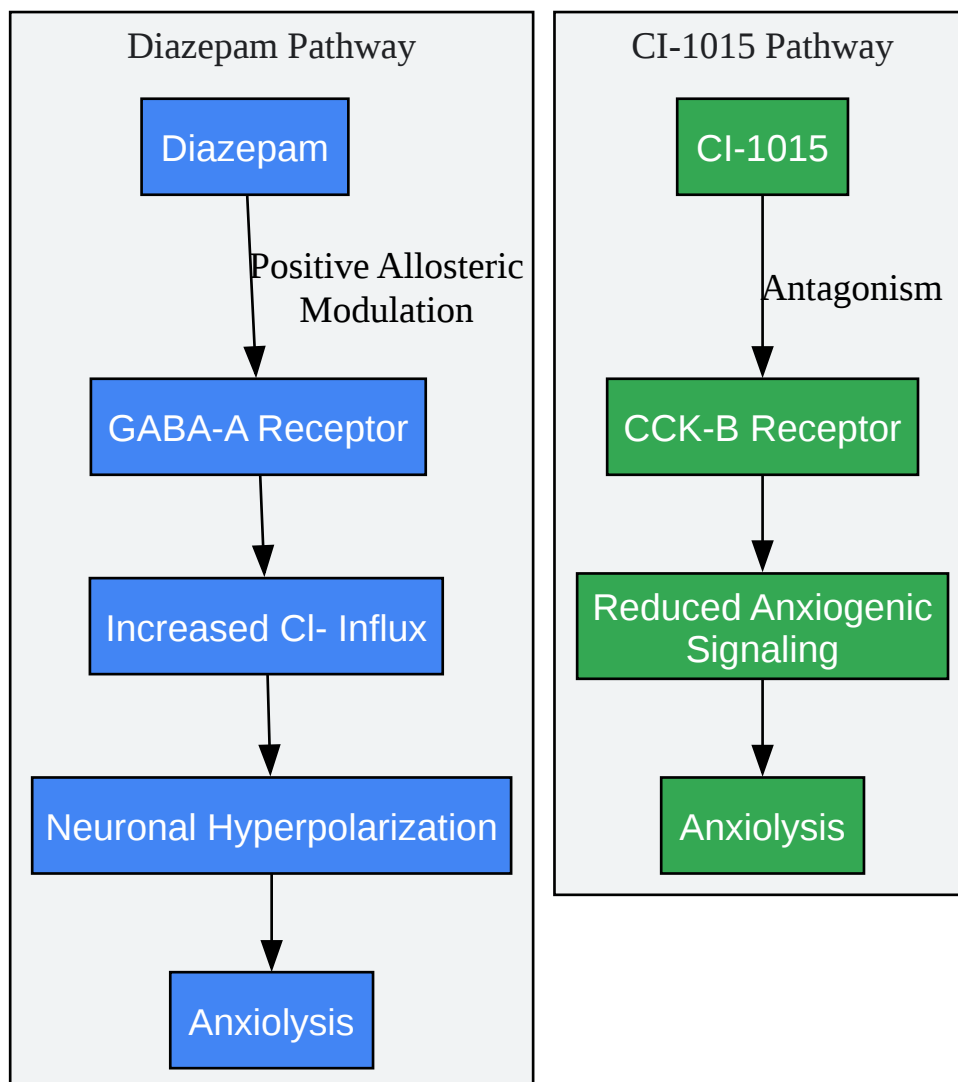 Diazepam Pathway
Diazepam
Positive Allosteric
Modulation
GABA-A Receptor
Increased Cl- Influx
Neuronal Hyperpolarization
Anxiolysis
CI-1015 Pathway
CI-1015
Antagonism
CCK-B Receptor
Reduced Anxiogenic
Signaling
Anxiolysis